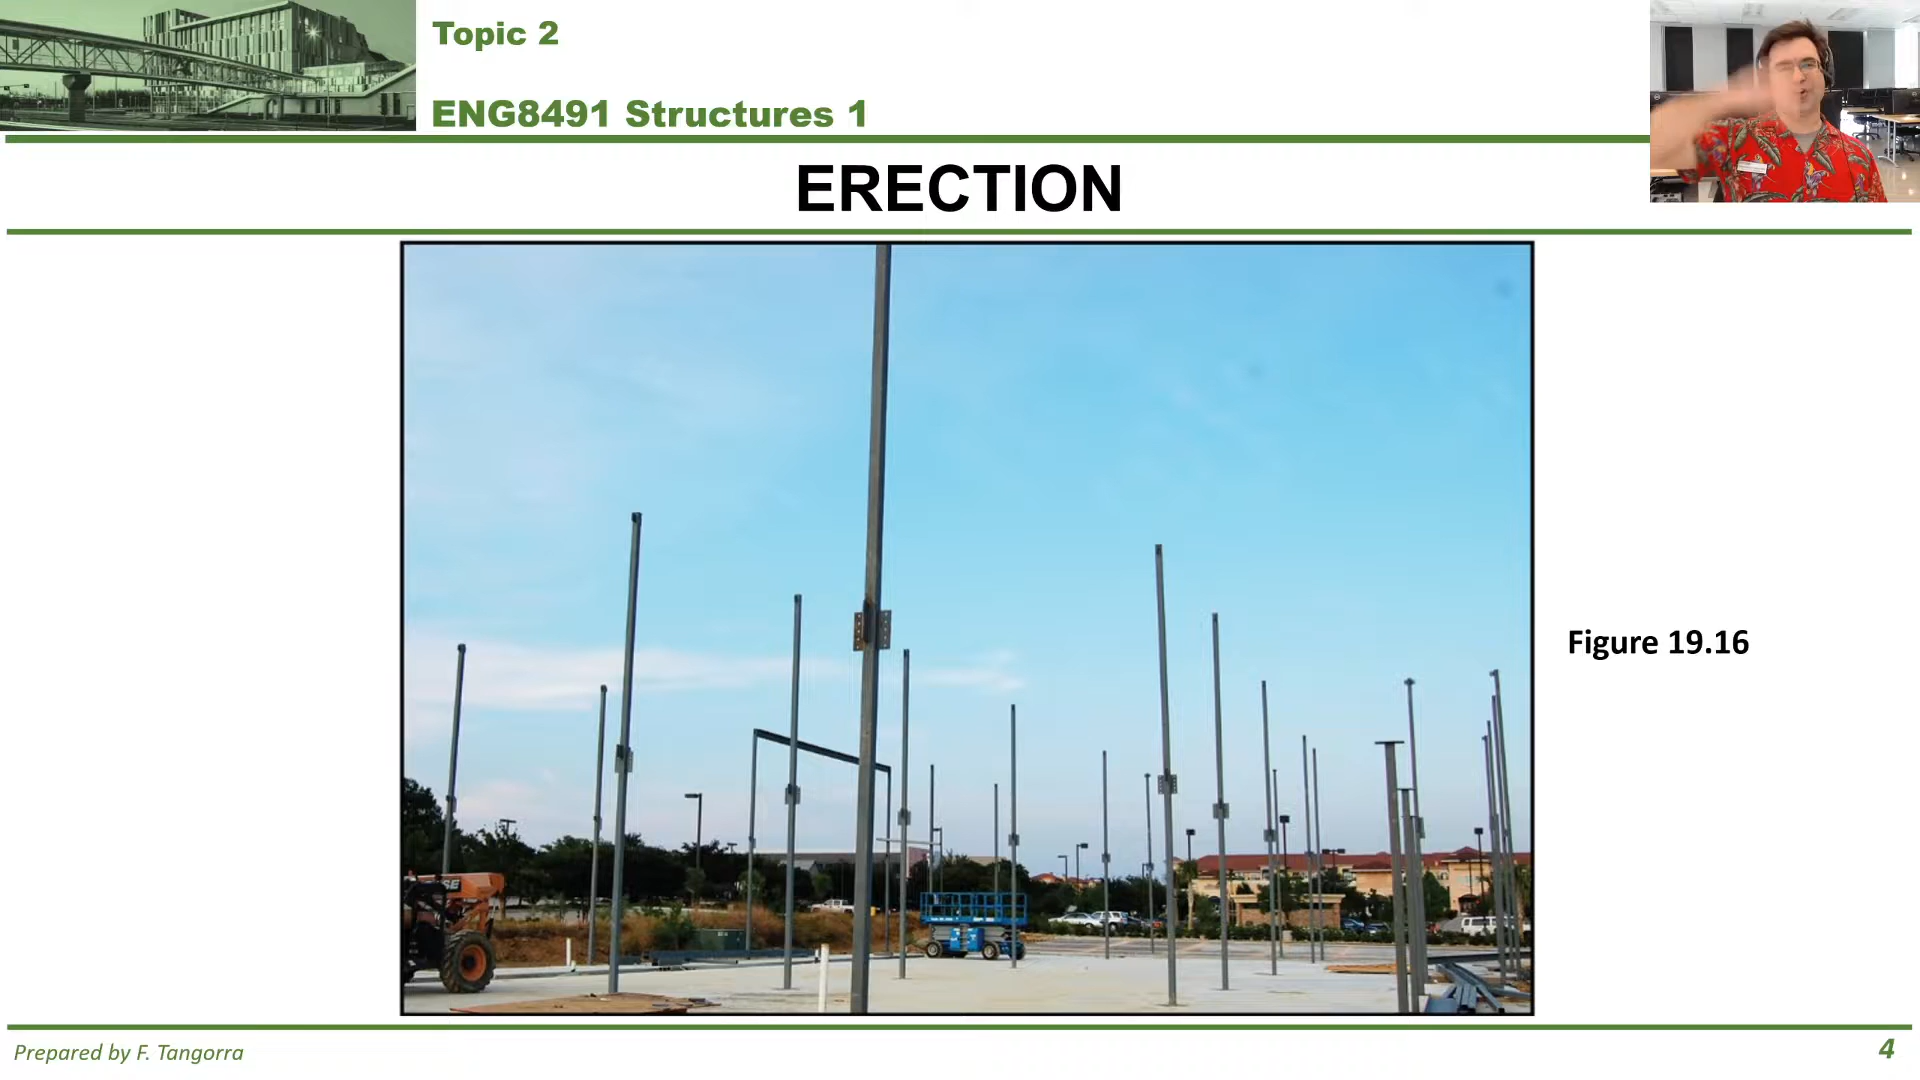 Topic 2
ENG8491 Structures 1
ERECTION
Figure 19.16
Prepared by F. Tangorra
4